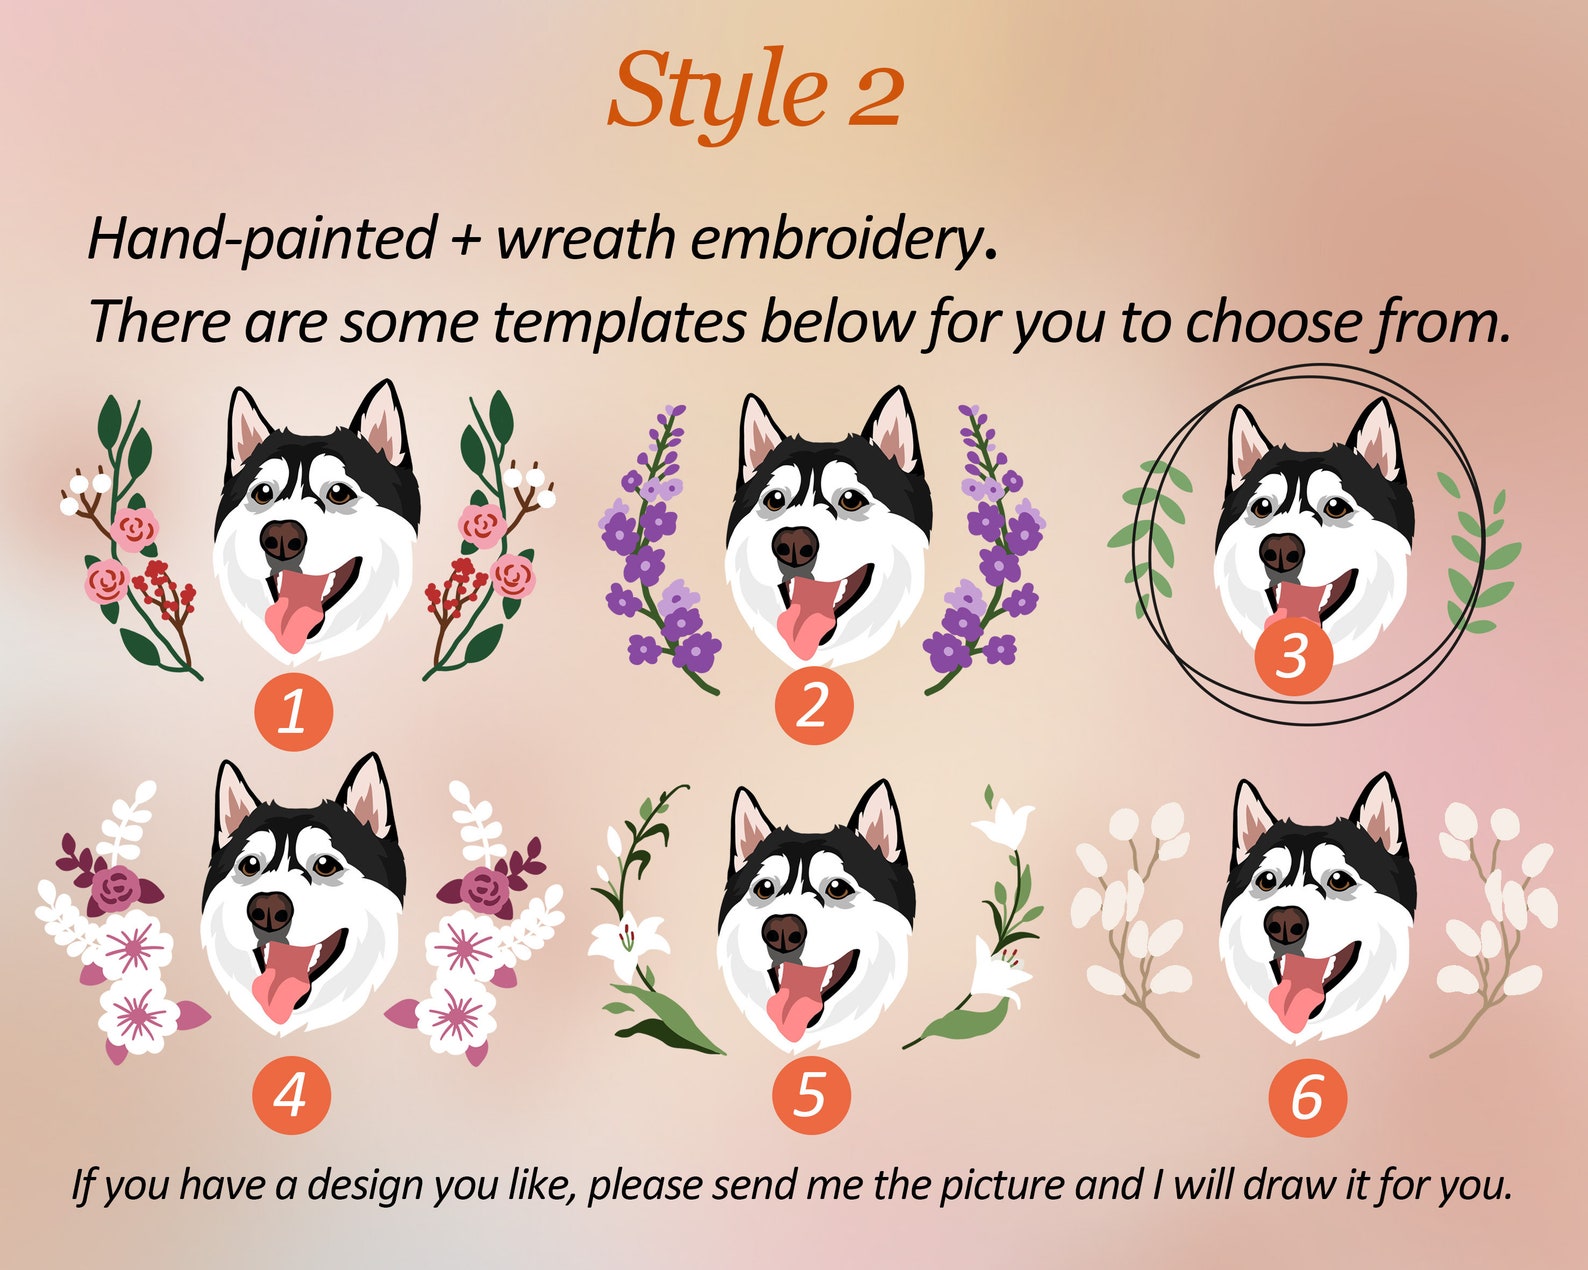 Style 2
Hand-painted + wreath embroidery.
There are some templates below for you to choose from.
1
2
3
4
5
6
If you have a design you like, please send me the picture and I will draw it for you.